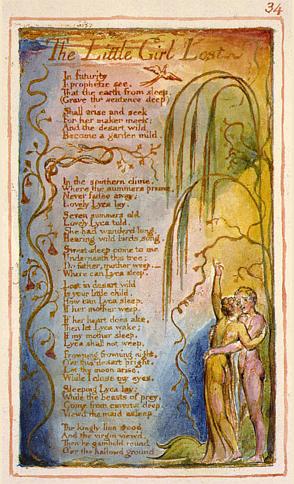 34
The Little Girl Lost
In futurity
I prophetic see,
That the earth from sleep,
(Grave the sentence deep)
Shall arise and seek
For her maker meek:
And the desart wild
Become a garden mild.
In the southern clime,
Where the summers prime,
Never fades away;
Lovely Lyca lay.
Seven summers old
Lovely Lyca told,
She had wanderd long,
Hearing wild birds song.
Sweet sleep come to me
Underneath this tree;
Do father, mother weep.—
Where can Lyca sleep.
Lost in desart wild
Is your little child.
How can Lyca sleep,
If her mother weep.
If her heart does ake,
Then let Lyca wake;
If my mother sleep,
Lyca shall not weep.
Frowning frowning night,
O'er this desart bright,
Let thy moon arise,
While I close my eyes.
Sleeping Lyca lay;
While the beasts of prey,
Come from caverns deep,
View'd the maid asleep
The kingly lion stood
And the virgin view'd,
Then he gambold round
O'er the hallowd ground